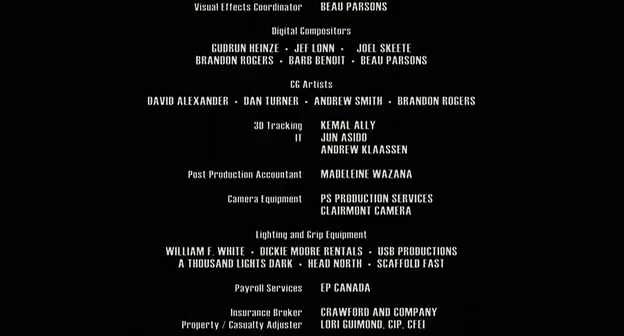 Visual Effects Coordinator BEAU PARSONS
Digital Compositors
GUDRUN HEINZE • JEF LONN • JOEL SKEETE
BRANDON ROGERS • BARB BENOIT • BEAU PARSONS
CG Artists
DAVID ALEXANDER • DAN TURNER • ANDREW SMITH • BRANDON ROGERS
3D Tracking KEMAL ALLY
IT JUN ASIDO
ANDREW KLAASSEN
Post Production Accountant MADELEINE WAZANA
Camera Equipment PS PRODUCTION SERVICES
CLAIRMONT CAMERA
Lighting and Grip Equipment
WILLIAM F. WHITE • DICKIE MOORE RENTALS • USB PRODUCTIONS
A THOUSAND LIGHTS DARK • HEAD NORTH • SCAFFOLD FAST
Payroll Services EP CANADA
Insurance Broker CRAWFORD AND COMPANY
Property / Casualty Adjuster LORI GUIMOND, CIP, CFEI